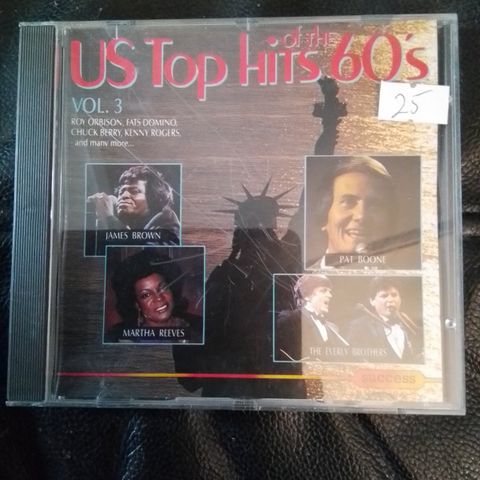 US Top hits OF THE 60's
25
VOL. 3
ROY ORBISON, FATS DOMINO,
CHUCK BERRY, KENNY ROGERS,
and many more...
JAMES BROWN
PAT BOONE
MARTHA REEVES
THE EVERLY BROTHERS
success